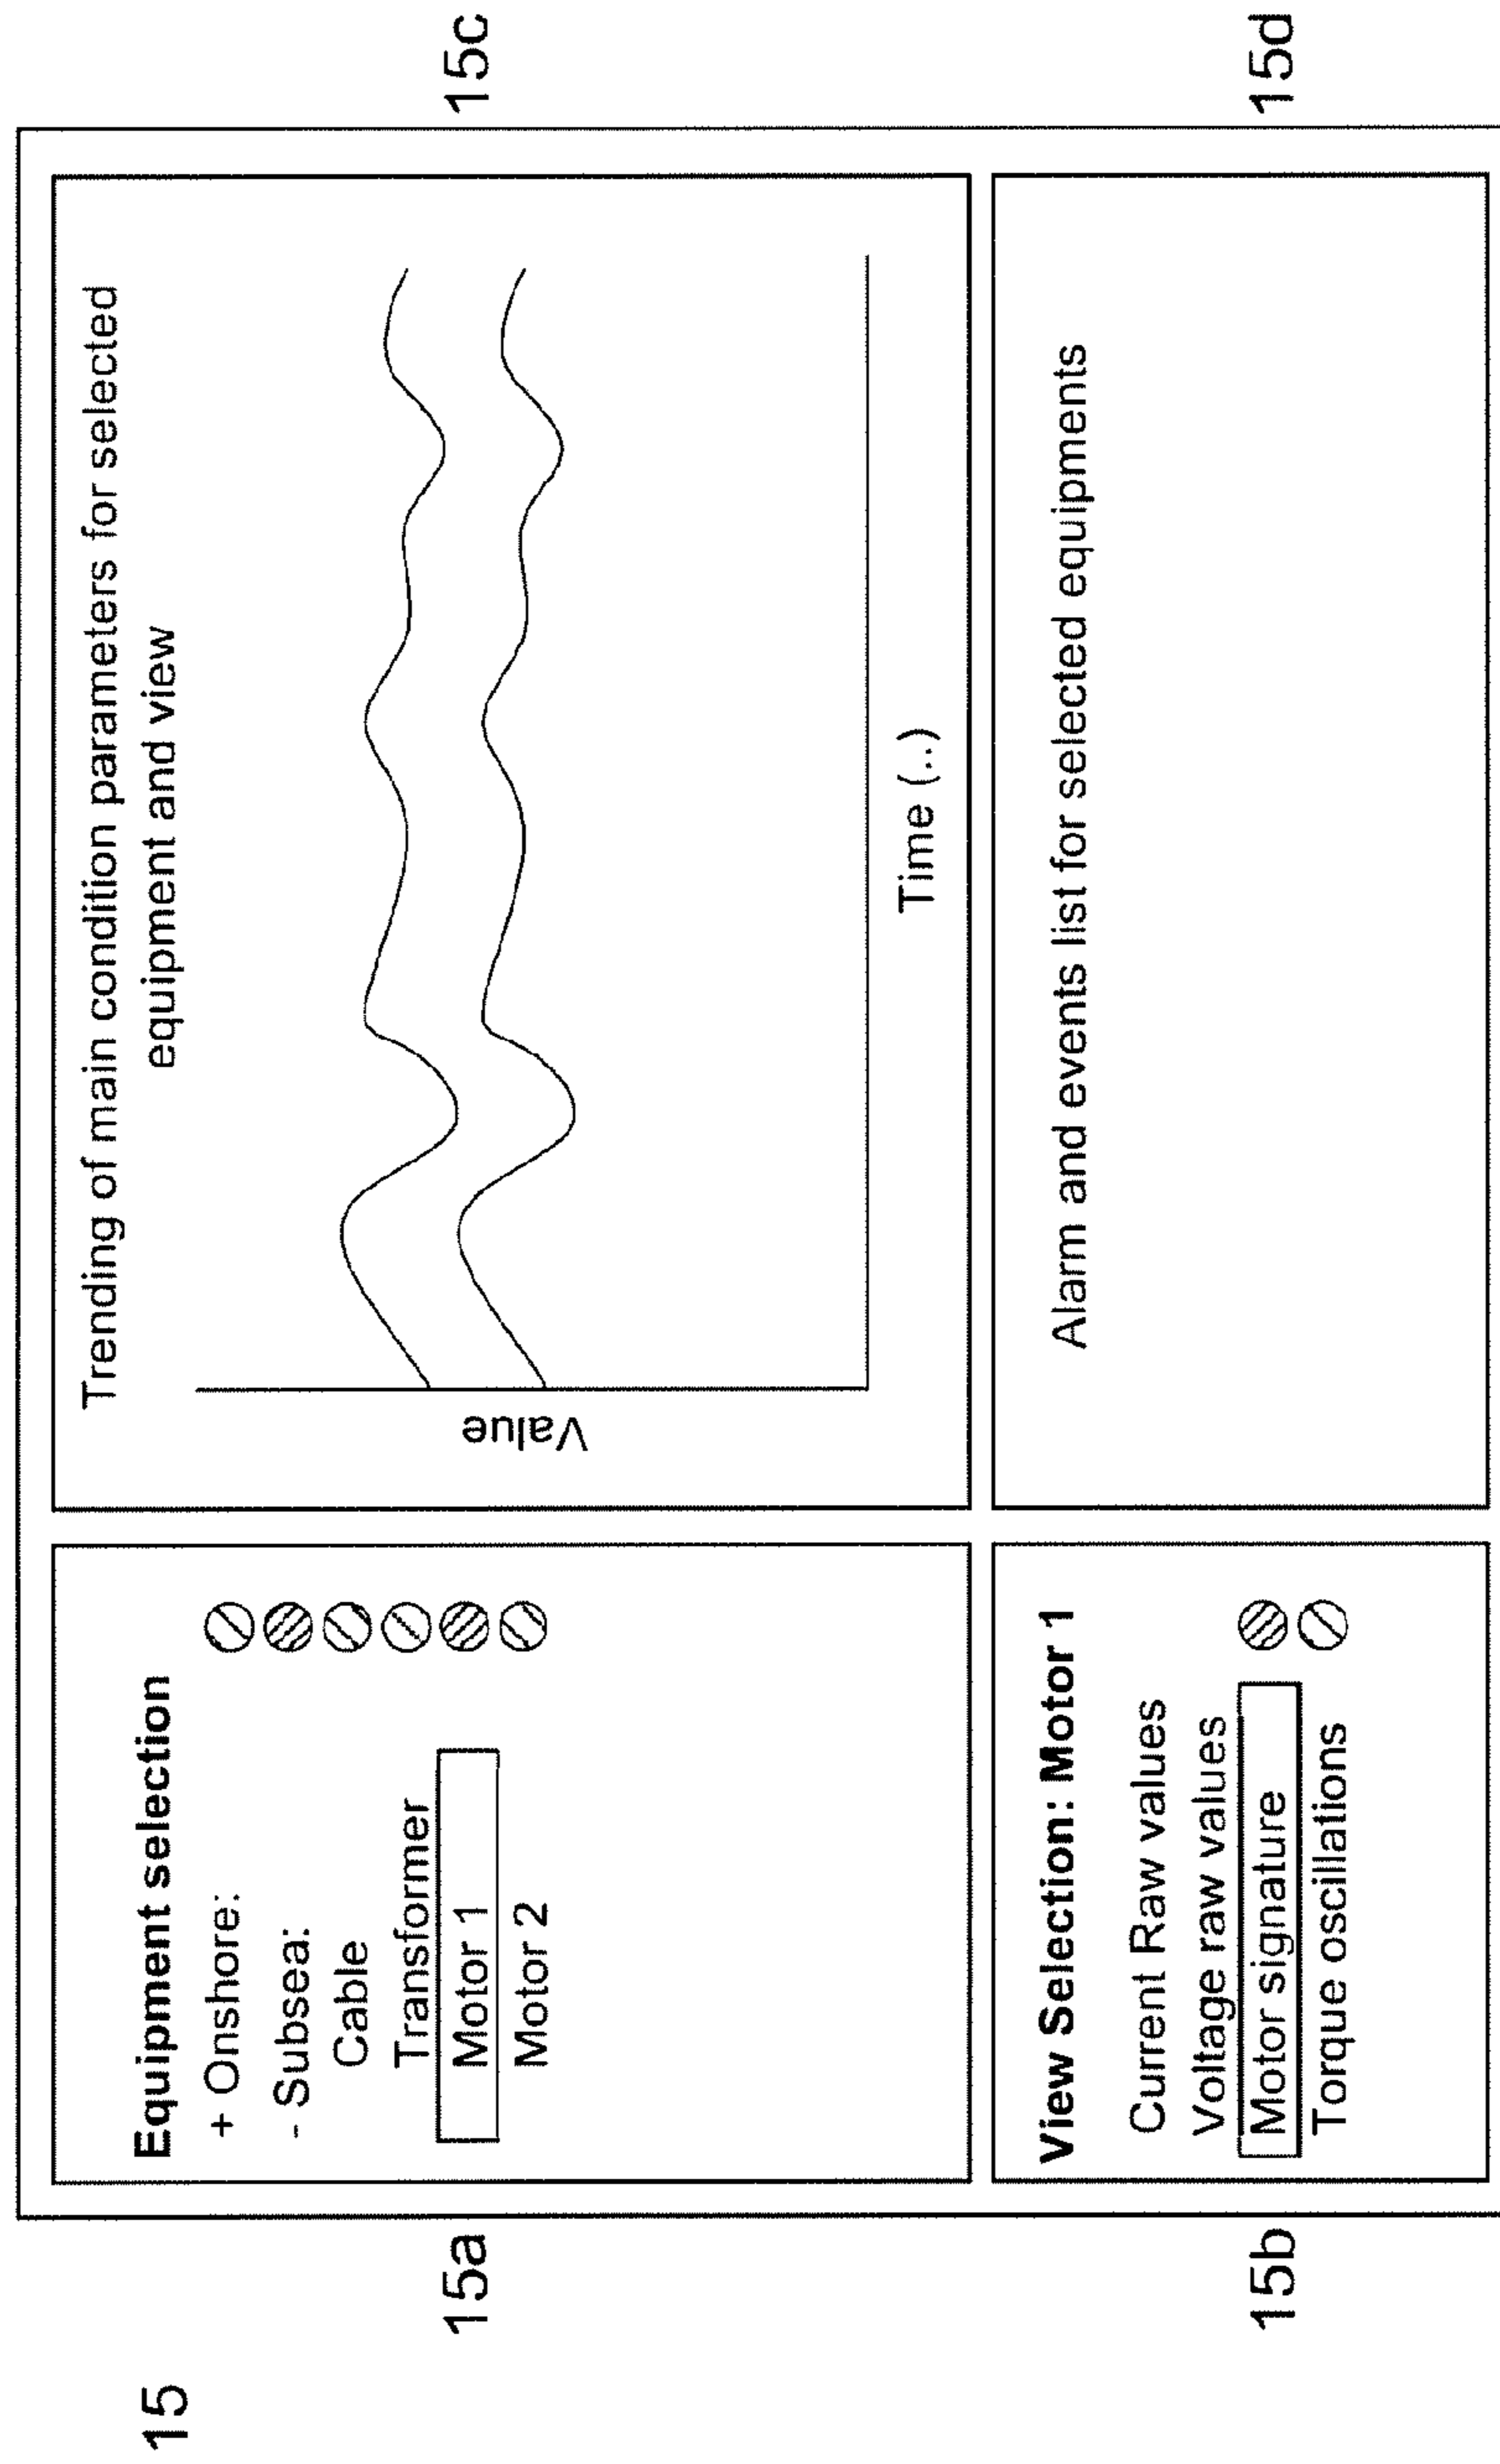 15
15a
Equipment selection
+ Onshore:
- Subsea:
Cable
Transformer
Motor 1
Motor 2
15c
Trending of main condition parameters for selected
equipment and view
Value
Time (..)
15b
View Selection: Motor 1
Current Raw values
Voltage raw values
Motor signature
Torque oscillations
15d
Alarm and events list for selected equipments